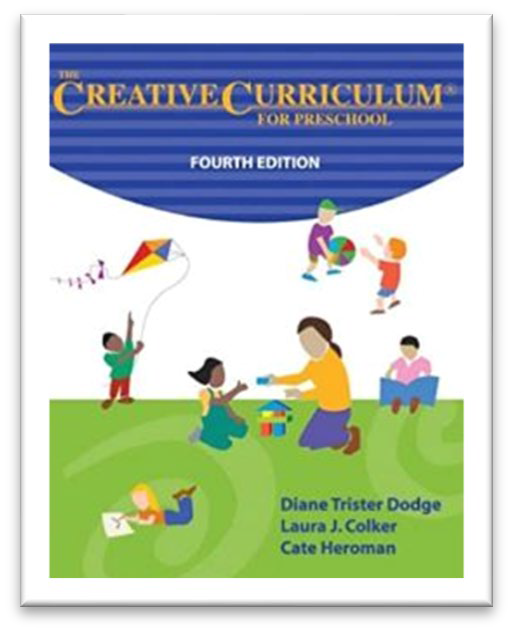 THE
CREATIVE CURRICULUM®
FOR PRESCHOOL
FOURTH EDITION
Diane Trister Dodge
Laura J. Colker
Cate Heroman